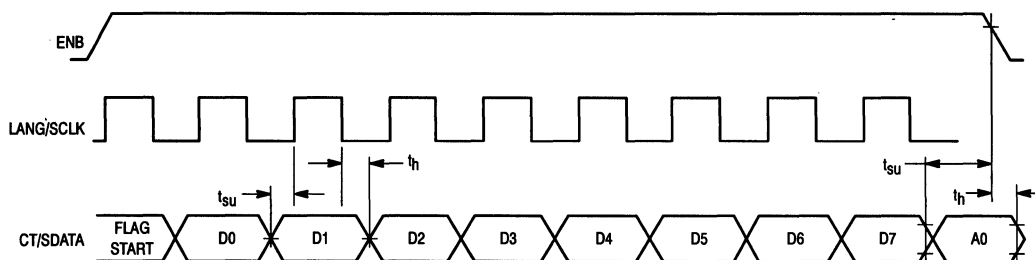 ENB
LANG/SCLK
th
tsu
tsu
th
CT/SDATA
FLAG
START
D0
D1
D2
D3
D4
D5
D6
D7
A0